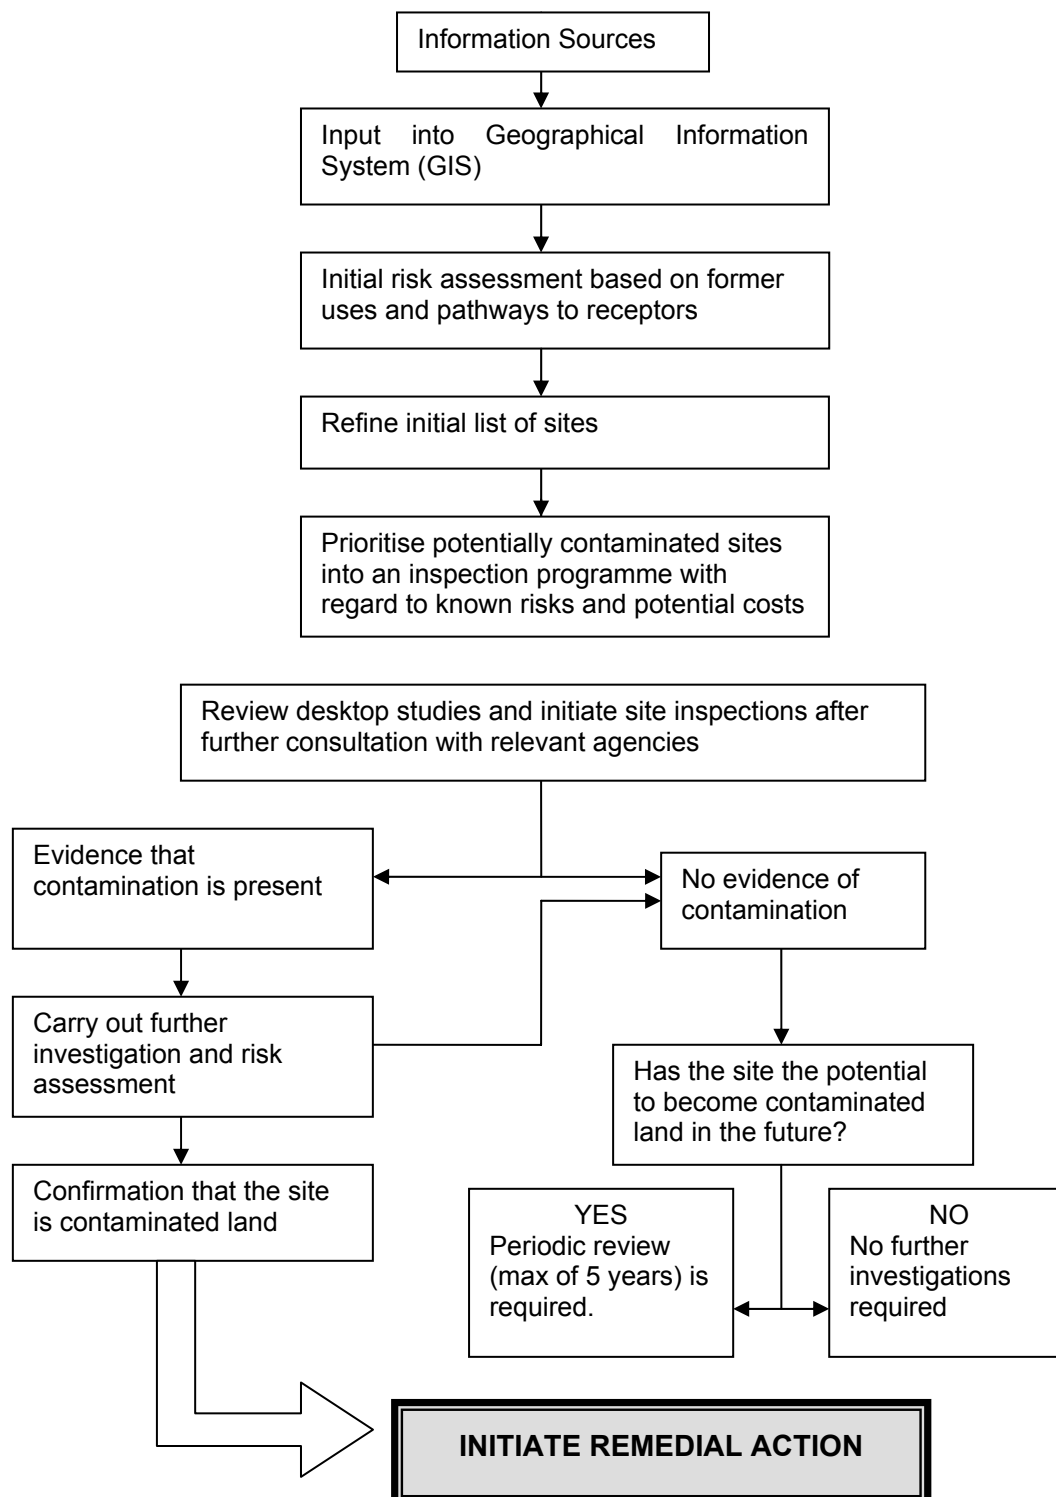 Information Sources
Input into Geographical Information
System (GIS)
Initial risk assessment based on former
uses and pathways to receptors
Refine initial list of sites
Prioritise potentially contaminated sites
into an inspection programme with
regard to known risks and potential costs
Review desktop studies and initiate site inspections after
further consultation with relevant agencies
Evidence that
contamination is present
No evidence of
contamination
Carry out further
investigation and risk
assessment
Has the site the potential
to become contaminated
land in the future?
Confirmation that the site
is contaminated land
YES
Periodic review
(max of 5 years) is
required.
NO
No further
investigations
required
INITIATE REMEDIAL ACTION